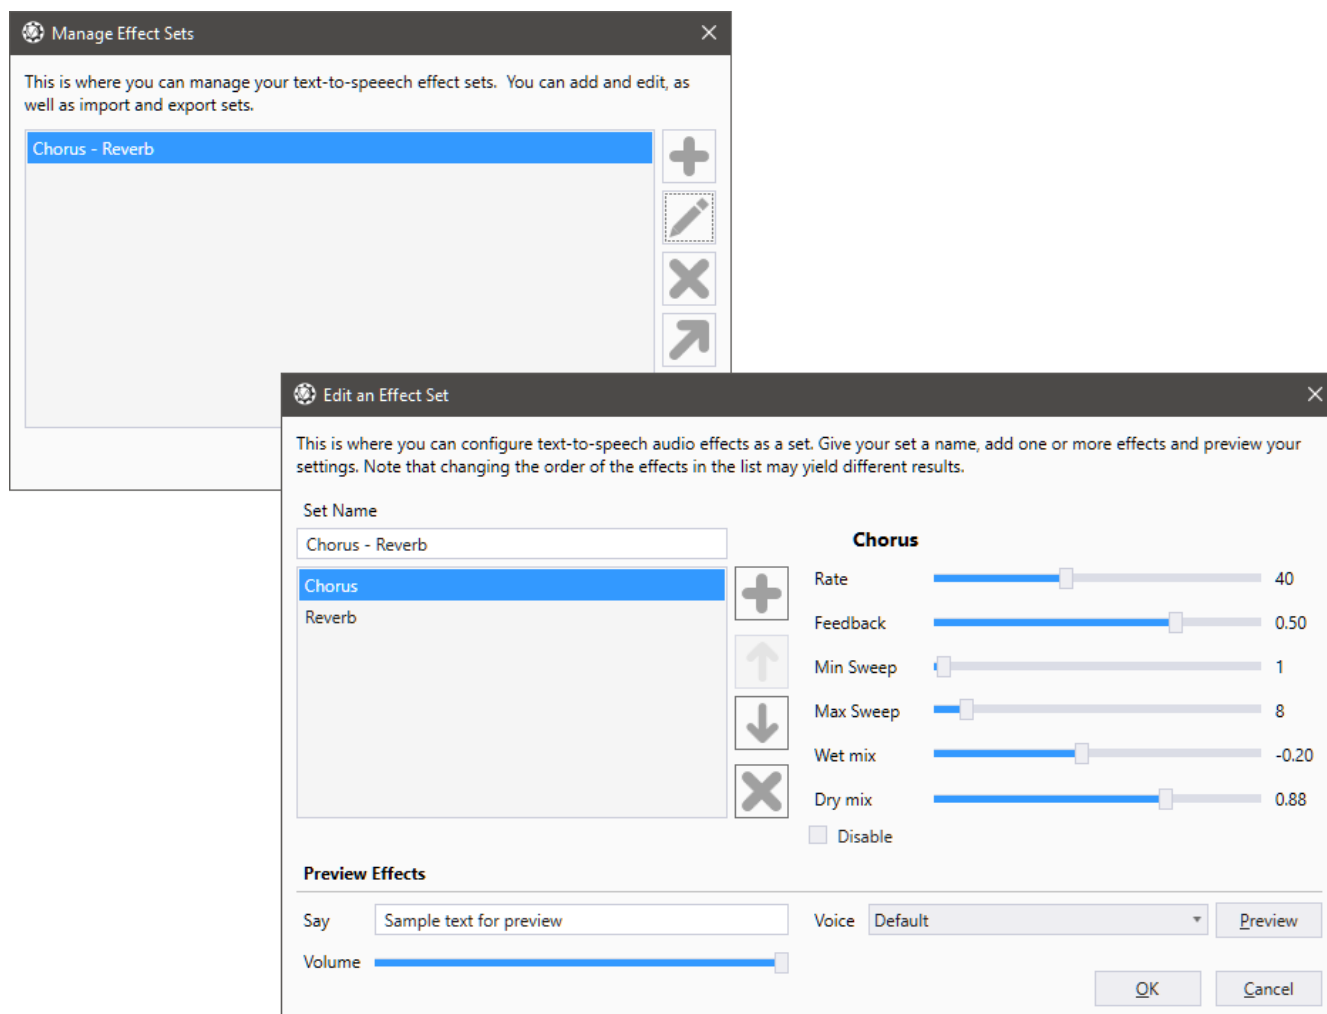 Manage Effect Sets
This is where you can manage your text-to-speeech effect sets.  You can add and edit, as
well as import and export sets.
Chorus - Reverb
Edit an Effect Set
This is where you can configure text-to-speech audio effects as a set. Give your set a name, add one or more effects and preview your
settings. Note that changing the order of the effects in the list may yield different results.
Set Name
Chorus - Reverb
Chorus
Reverb
Chorus
Rate 40
Feedback 0.50
Min Sweep 1
Max Sweep 8
Wet mix -0.20
Dry mix 0.88
Disable
Preview Effects
Say Sample text for preview Voice Default Preview
Volume
OK Cancel